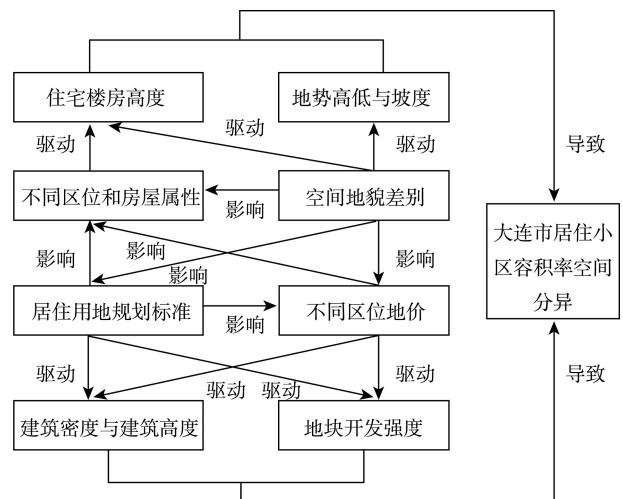 住宅楼房高度
地势高低与坡度
驱动
驱动
驱动
导致
不同区位和房屋属性
空间地貌差别
影响
大连市居住小
区容积率空间
分异
影响
影响
影响
影响
居住用地规划标准
不同区位地价
影响
驱动
驱动
驱动
驱动
导致
建筑密度与建筑高度
地块开发强度